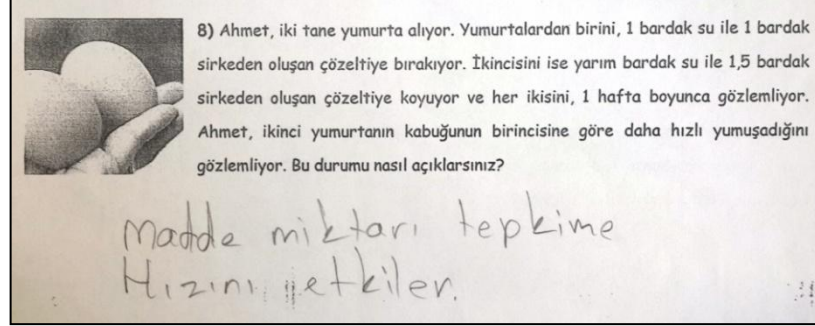 8) Ahmet, iki tane yumurta alıyor. Yumurtalardan birini, 1 bardak su ile 1 bardak
sirkeden oluşan çözeltiye bırakıyor. İkincisini ise yarım bardak su ile 1,5 bardak
sirkeden oluşan çözeltiye koyuyor ve her ikisini, 1 hafta boyunca gözlemliyor.
Ahmet, ikinci yumurtanın kabuğunun birincisine göre daha hızlı yumuşadığını
gözlemliyor. Bu durumu nasıl açıklarsınız?
Madde miktarı tepkime
Hızını etkiler.